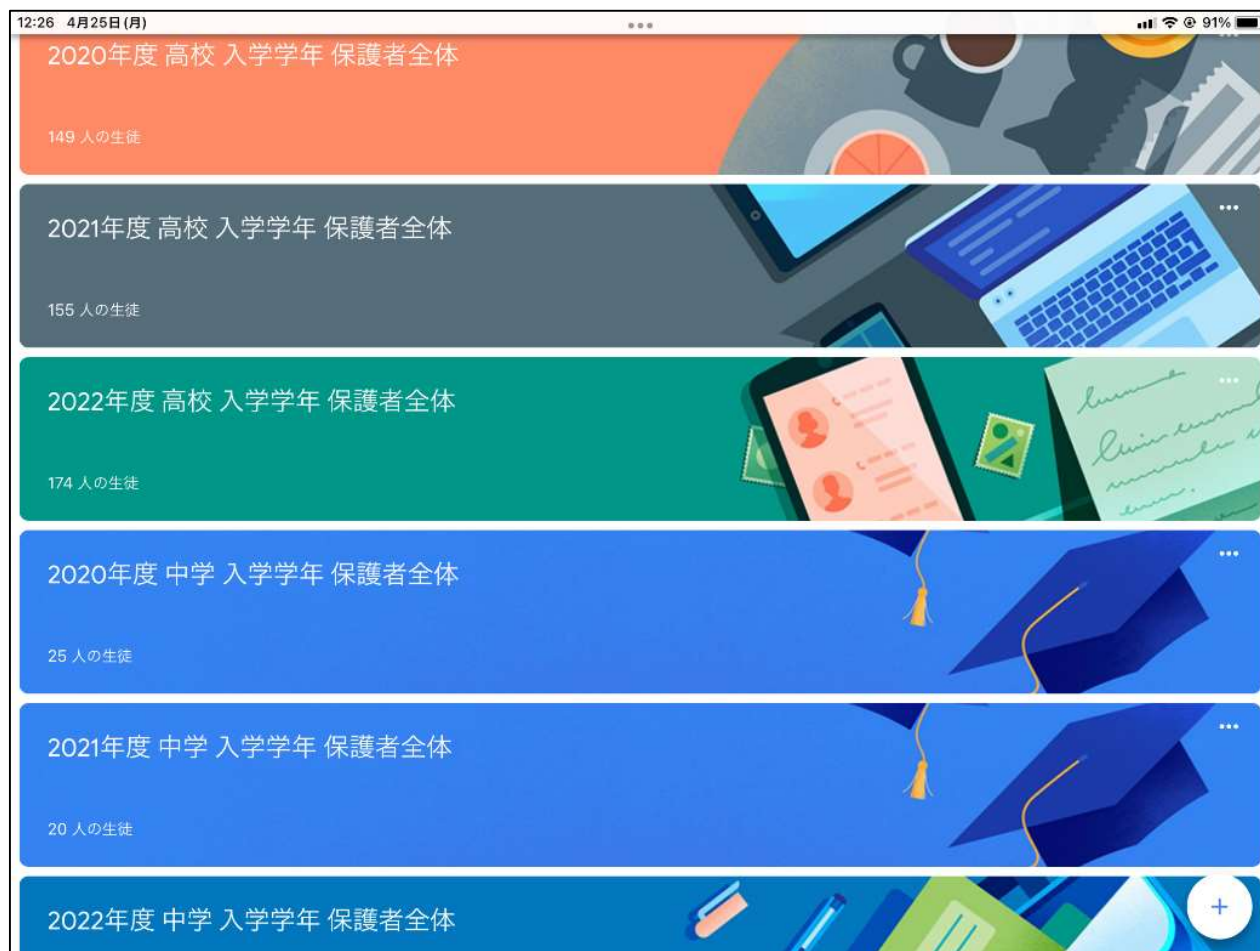 12:26 4月25日(月)
91%
2020年度 高校 入学学年 保護者全体
149 人の生徒
2021年度 高校 入学学年 保護者全体
155 人の生徒
2022年度 高校 入学学年 保護者全体
174 人の生徒
2020年度 中学 入学学年 保護者全体
25 人の生徒
2021年度 中学 入学学年 保護者全体
20 人の生徒
2022年度 中学 入学学年 保護者全体